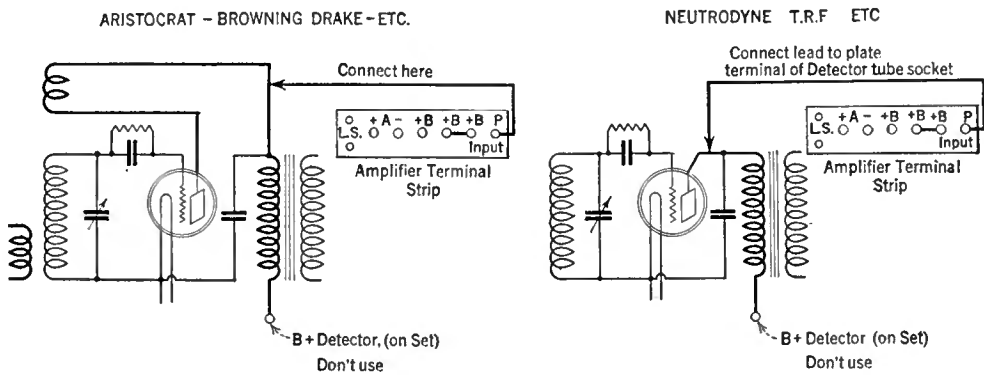 ARISTOCRAT - BROWNING DRAKE - ETC.
Connect here
+A- +B +B +B P
L.S.
Input
Amplifier Terminal
Strip
B + Detector, (on Set)
Don't use
NEUTRODYNE T.R.F ETC
Connect lead to plate
terminal of Detector tube socket
+A- +B +B +B P
L.S.
Input
Amplifier Terminal
Strip
B + Detector (on Set)
Don't use